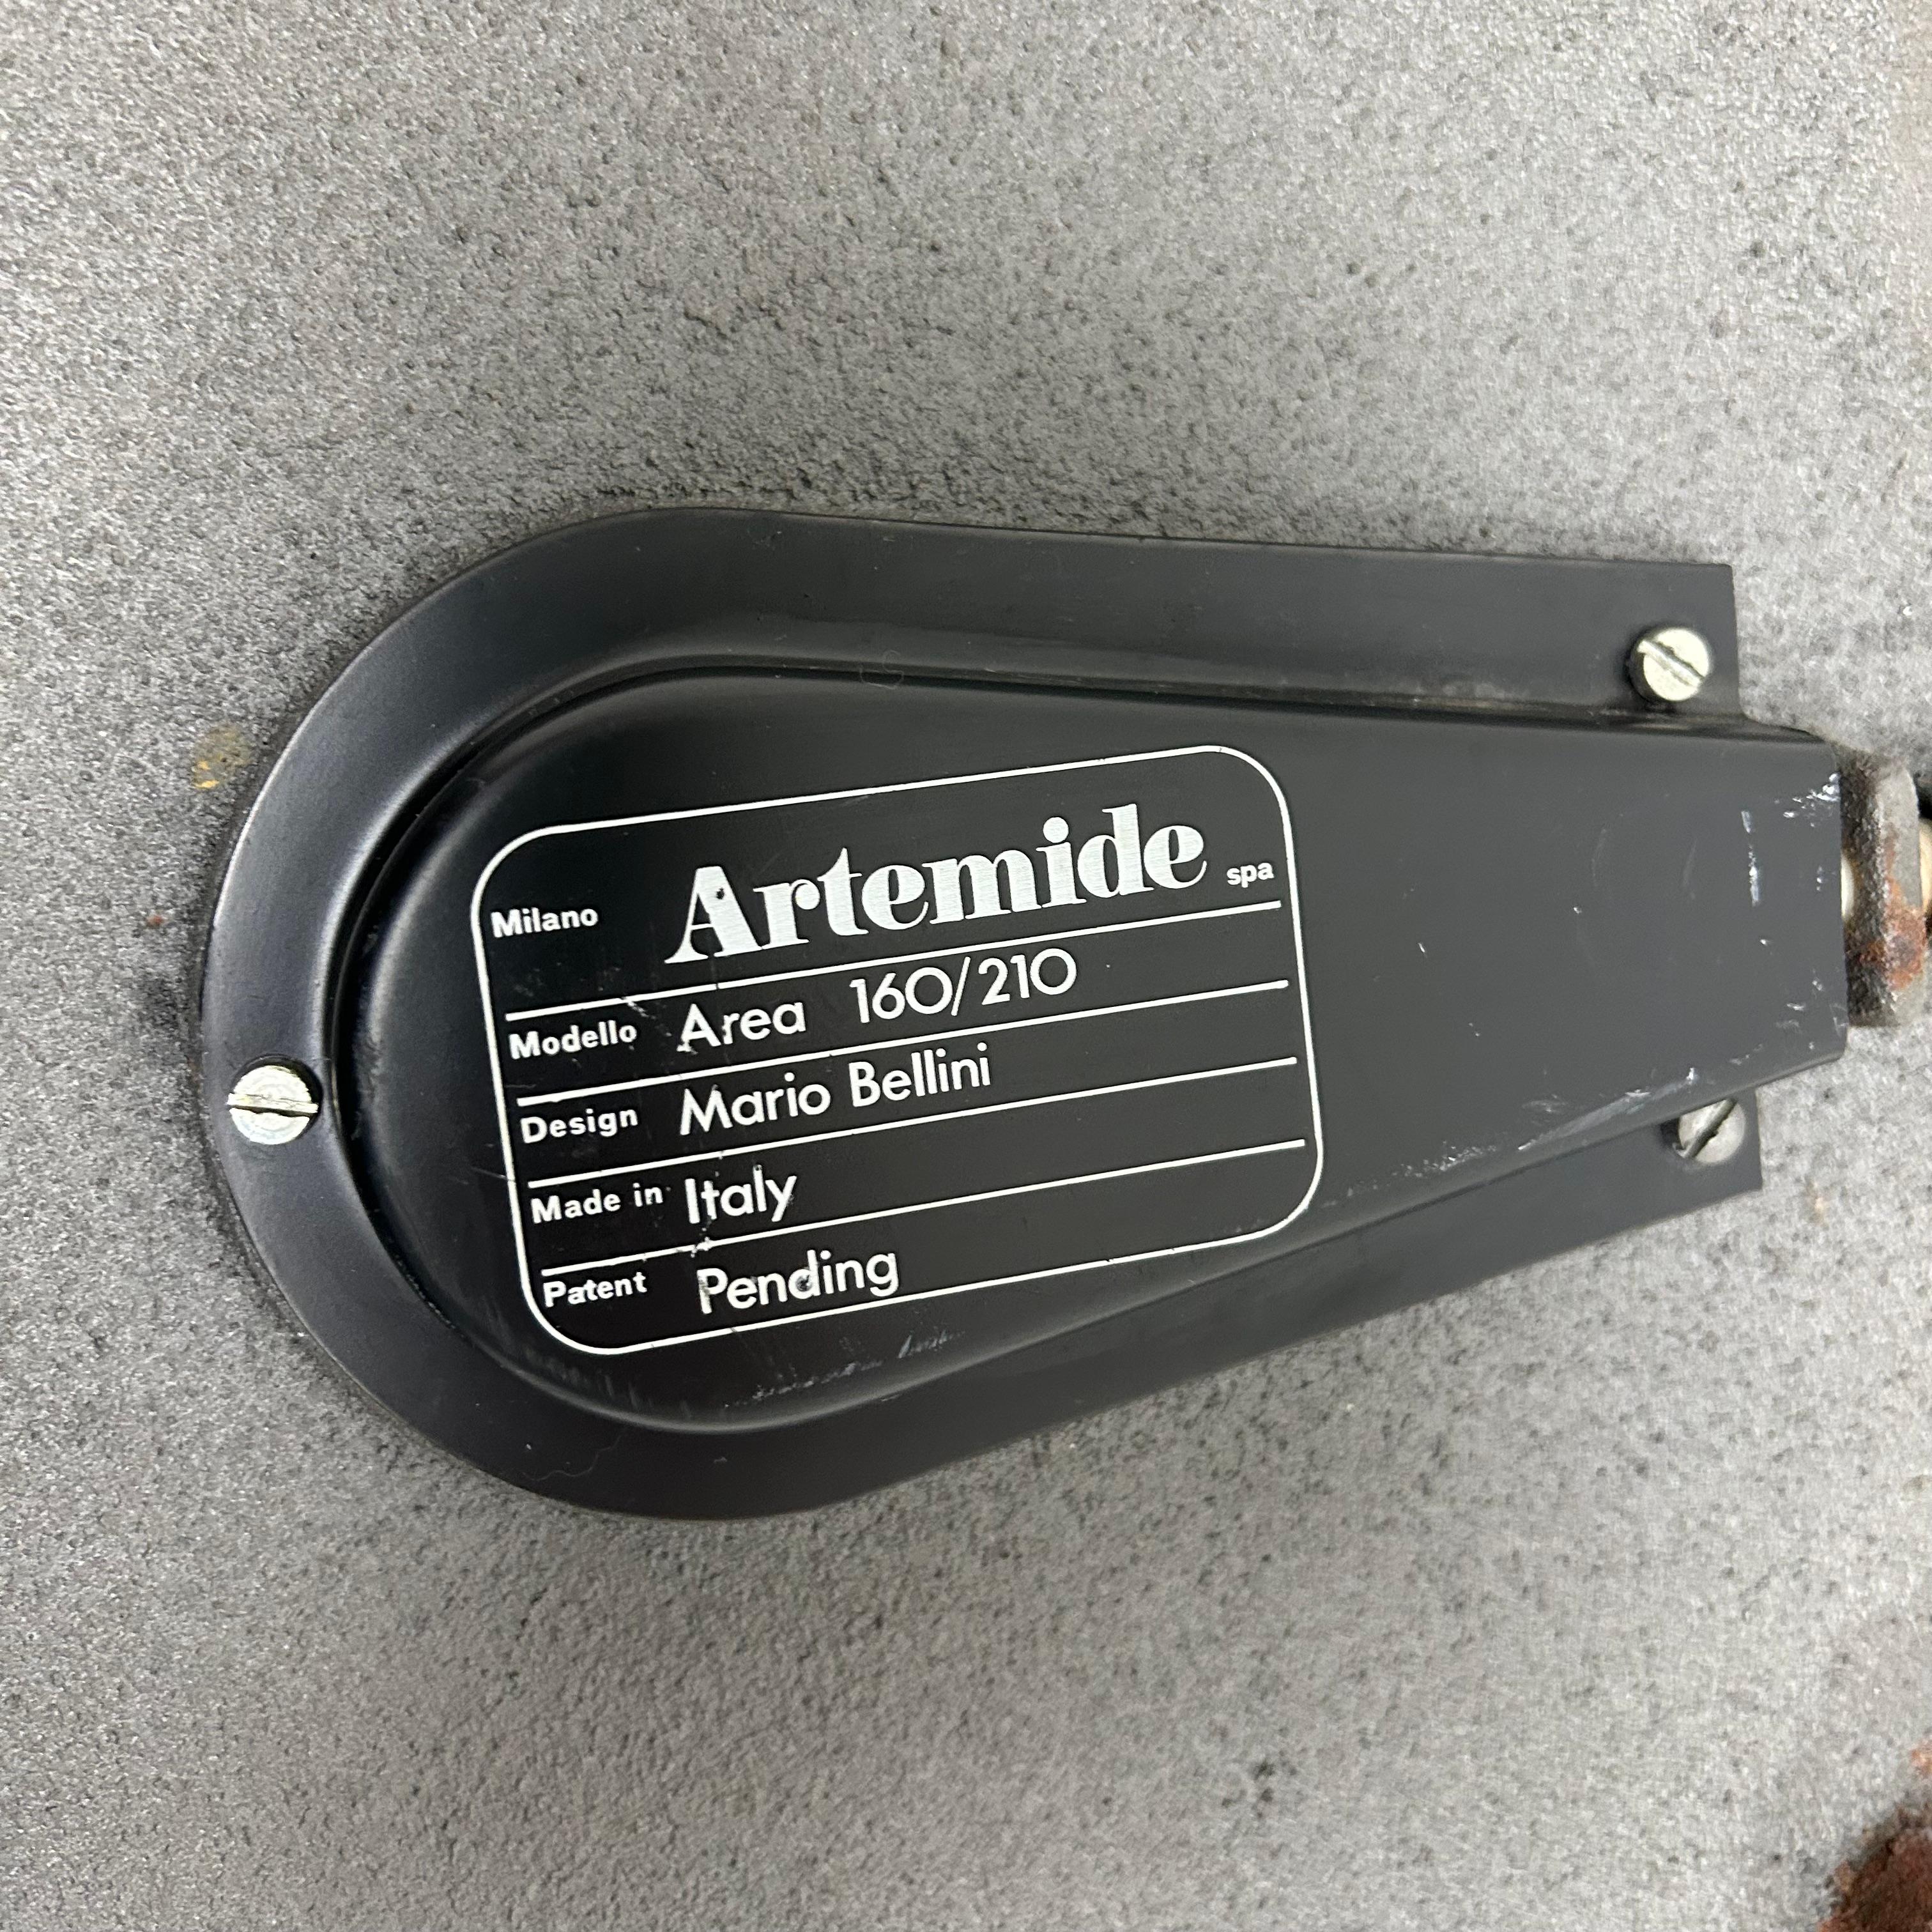 Milano Artemide spa
Modello Area 160/210
Design Mario Bellini
Made in Italy
Patent Pending